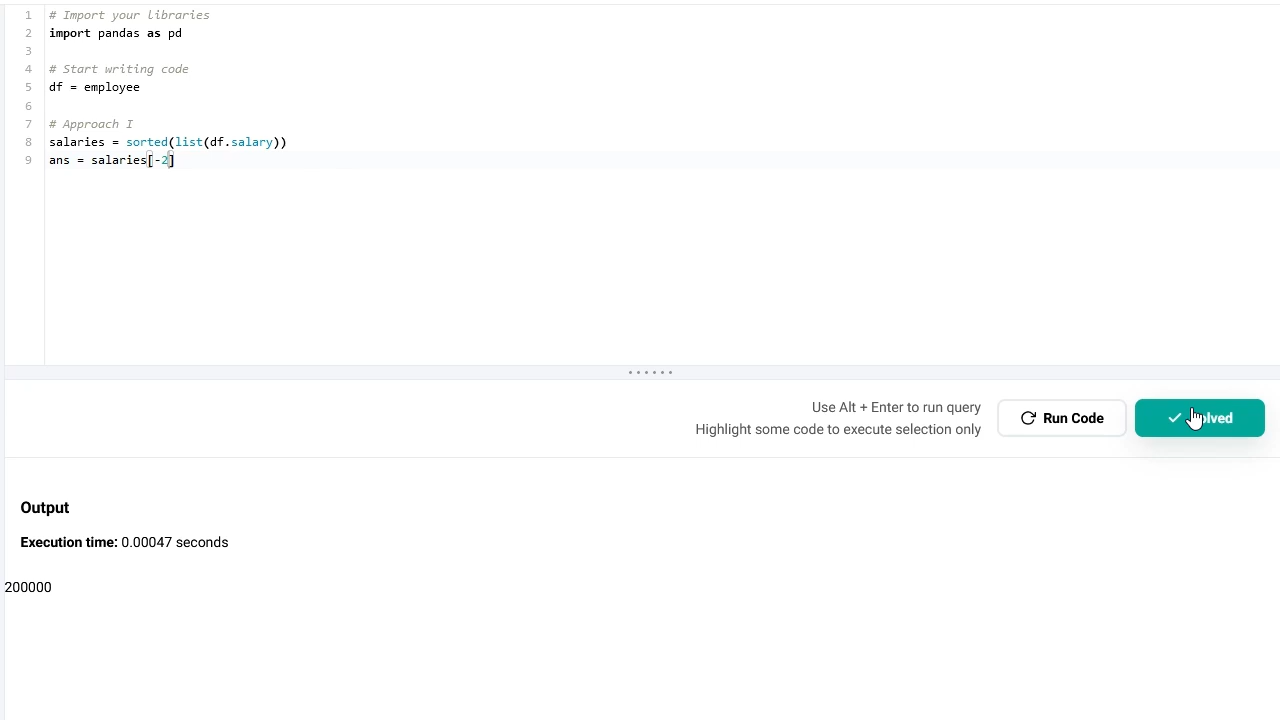 1 # Import your libraries
2 import pandas as pd
3
4 # Start writing code
5 df = employee
6
7 # Approach I
8 salaries = sorted(list(df.salary))
9 ans = salaries[-2]
Use Alt + Enter to run query
Highlight some code to execute selection only
Run Code
Output
Execution time: 0.00047 seconds
200000